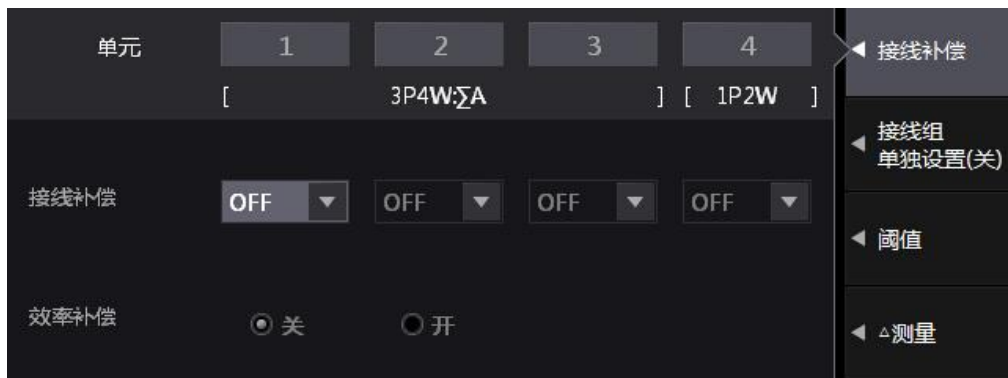 单元 1 2 3 4
[ 3P4W:∑A ] [ 1P2W ]
接线补偿 OFF OFF OFF OFF
效率补偿 关 开
接线补偿
接线组
单独设置(关)
阈值
△测量